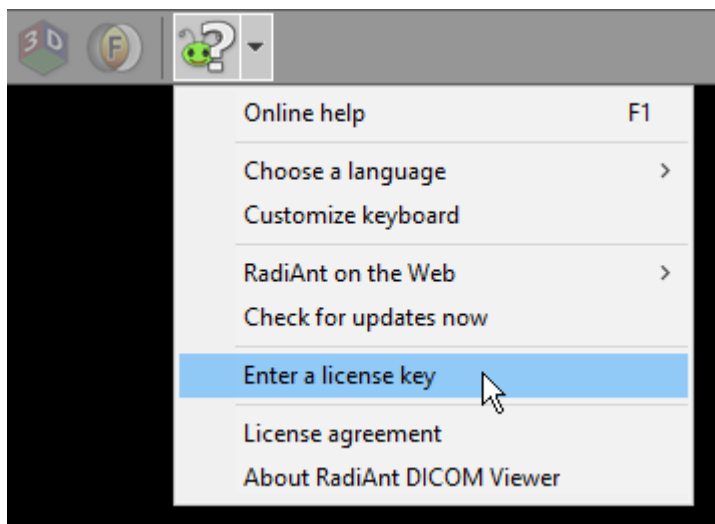 3D
F
?
Online help F1
Choose a language >
Customize keyboard
RadiAnt on the Web >
Check for updates now
Enter a license key
License agreement
About RadiAnt DICOM Viewer